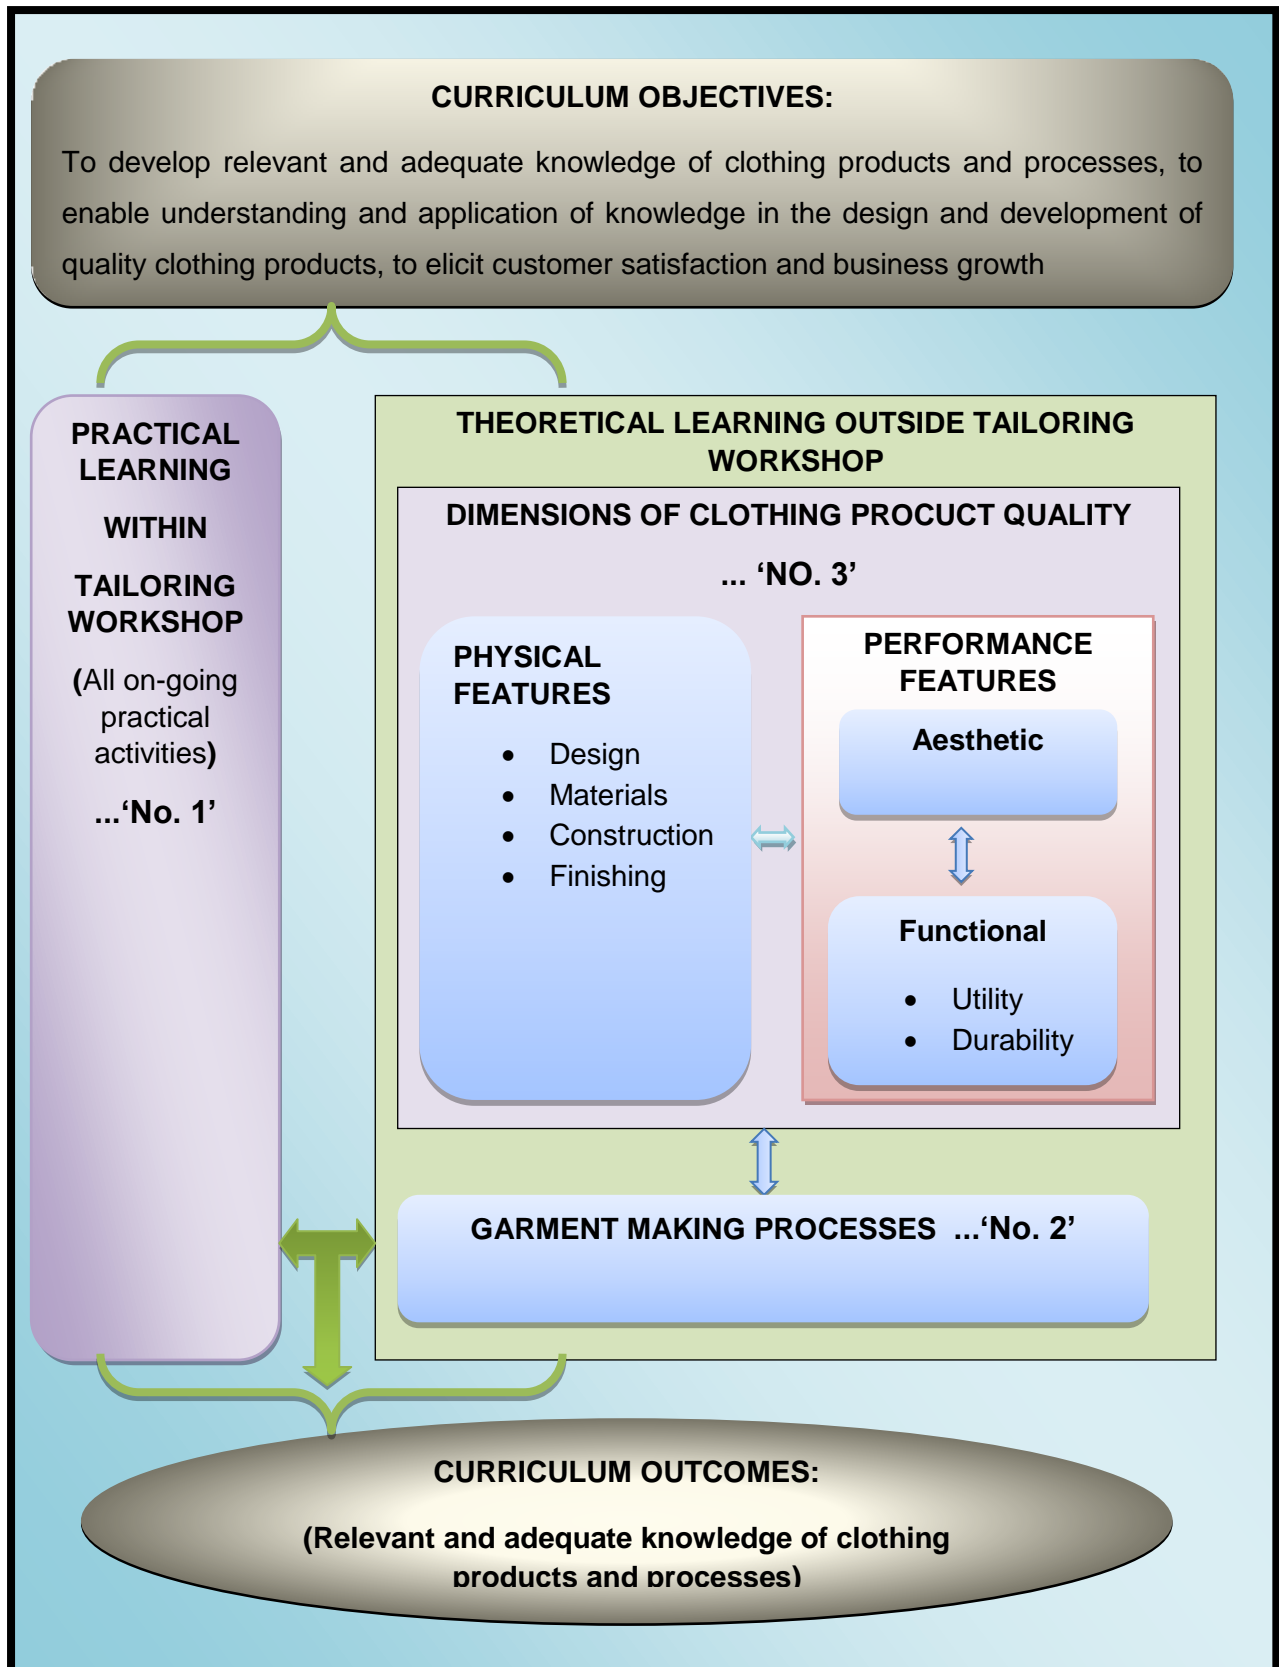 CURRICULUM OBJECTIVES:
To develop relevant and adequate knowledge of clothing products and processes, to
enable understanding and application of knowledge in the design and development of
quality clothing products, to elicit customer satisfaction and business growth
PRACTICAL
LEARNING
WITHIN
TAILORING
WORKSHOP
(All on-going
practical
activities)
...‘No. 1’
THEORETICAL LEARNING OUTSIDE TAILORING
WORKSHOP
DIMENSIONS OF CLOTHING PROCUCT QUALITY
... ‘NO. 3’
PHYSICAL
FEATURES
• Design
• Materials
• Construction
• Finishing
PERFORMANCE
FEATURES
Aesthetic
Functional
• Utility
• Durability
GARMENT MAKING PROCESSES ...‘No. 2’
CURRICULUM OUTCOMES:
(Relevant and adequate knowledge of clothing
products and processes)